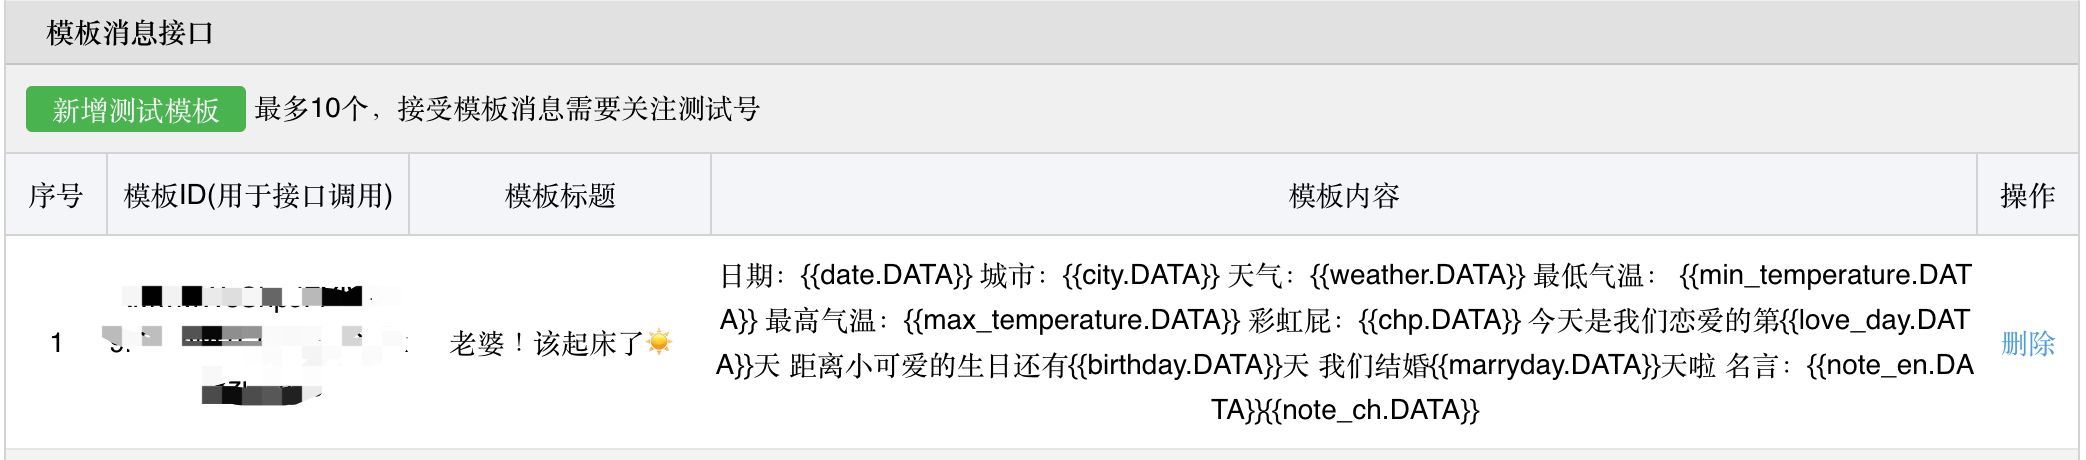 模板消息接口
新增测试模板 最多10个，接受模板消息需要关注测试号
序号 模板ID(用于接口调用) 模板标题 模板内容 操作
日期：{{date.DATA}} 城市：{{city.DATA}} 天气：{{weather.DATA}} 最低气温： {{min_temperature.DAT
A}} 最高气温：{{max_temperature.DATA}} 彩虹屁：{{chp.DATA}} 今天是我们恋爱的第{{love_day.DAT
1 老婆！该起床了☀️ 删除
A}}天 距离小可爱的生日还有{{birthday.DATA}}天 我们结婚{{marryday.DATA}}天啦 名言：{{note_en.DA
TA}}{{note_ch.DATA}}